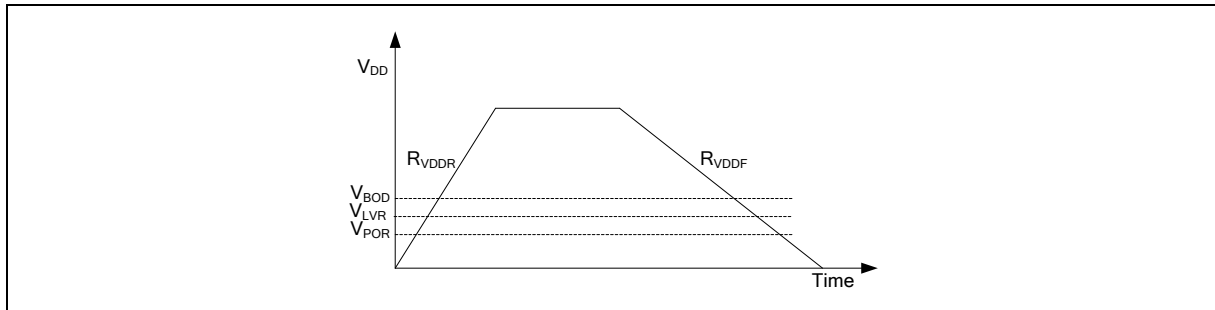 VDD
RVDDR
RVDDF
VBOD
VLVR
VPOR
Time